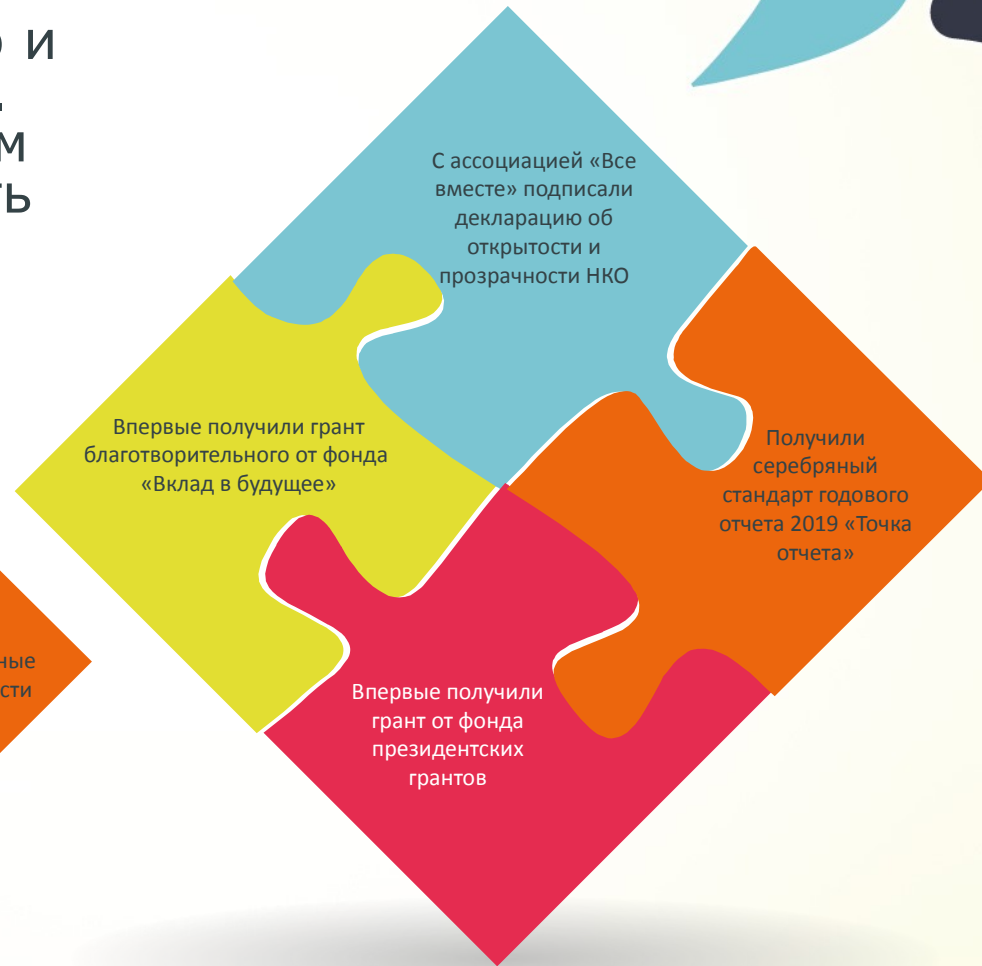 и
С ассоциацией «Все
вместе» подписали
декларацию об
открытости и
прозрачности НКО
Впервые получили грант
благотворительного от фонда
«Вклад в будущее»
Получили
серебряный
стандарт годового
отчета 2019 «Точка
отчета»
Впервые получили
грант от фонда
президентских
грантов